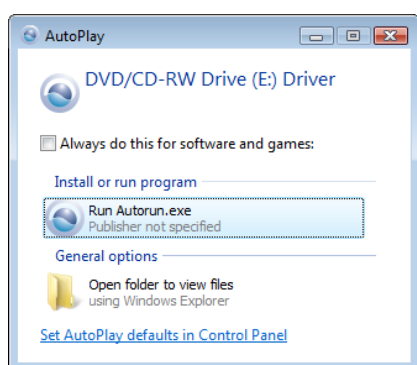 AutoPlay
DVD/CD-RW Drive (E:) Driver
Always do this for software and games:
Install or run program
Run Autorun.exe
Publisher not specified
General options
Open folder to view files
using Windows Explorer
Set AutoPlay defaults in Control Panel